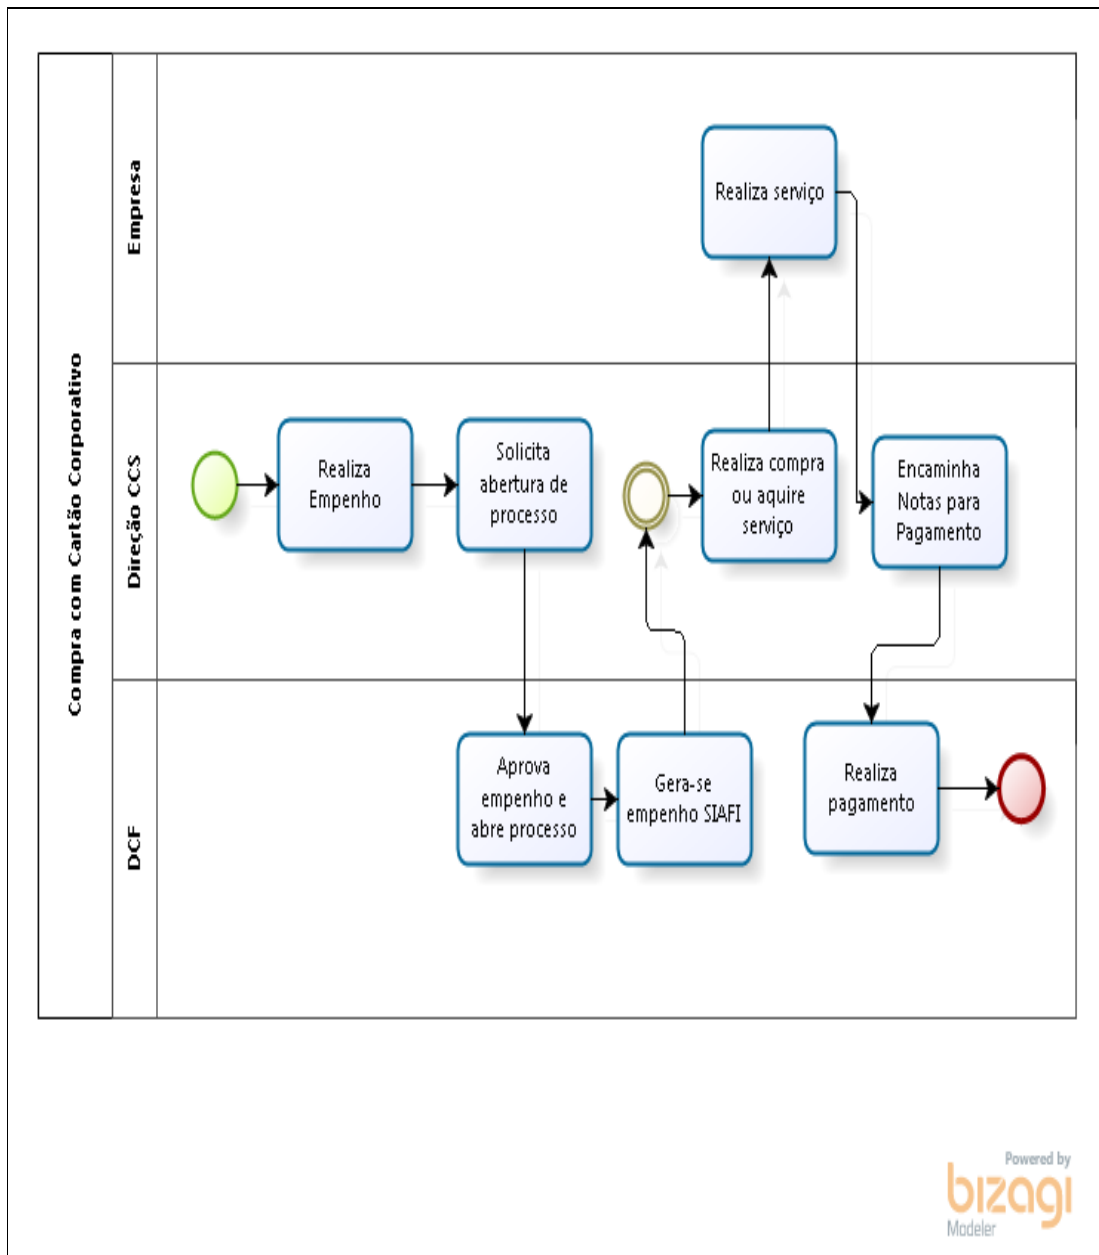 Compra com Cartão Corporativo
Empresa
Realiza serviço
Direção CCS
Realiza
Empenho
Solicita
abertura de
processo
Realiza compra
ou aquire
serviço
Encaminha
Notas para
Pagamento
DCF
Aprova
empenho e
abre processo
Gera-se
empenho SIAFI
Realiza
pagamento
Powered by
bizagi
Modeler